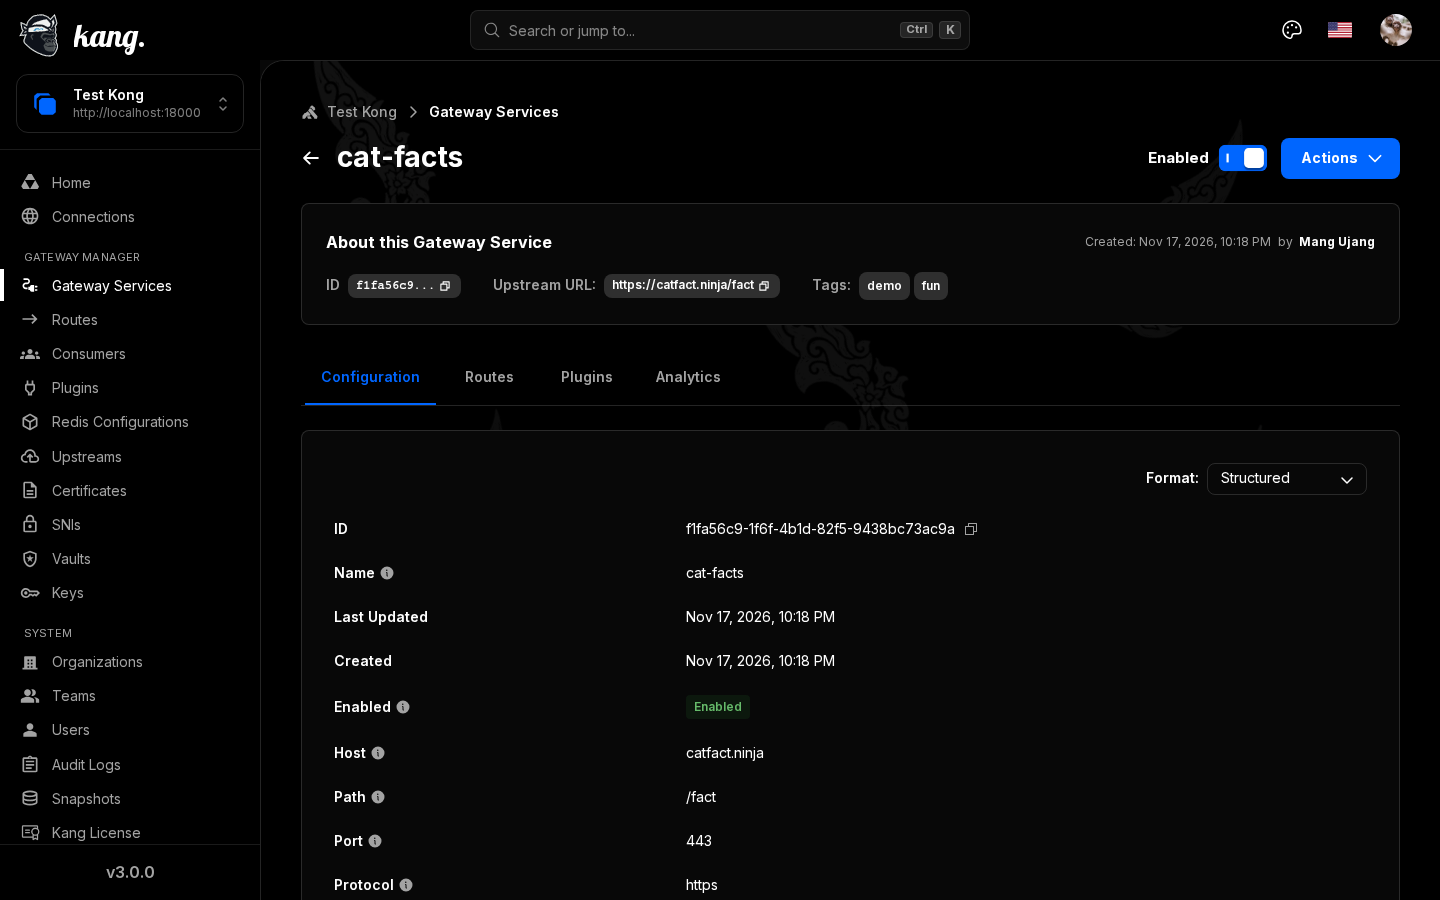 kang.
Search or jump to...
Ctrl
K
Test Kong
http://localhost:18000
Home
Connections
GATEWAY MANAGER
Gateway Services
Routes
Consumers
Plugins
Redis Configurations
Upstreams
Certificates
SNIs
Vaults
Keys
SYSTEM
Organizations
Teams
Users
Audit Logs
Snapshots
Kang License
v3.0.0
Test Kong
Gateway Services
cat-facts
Enabled
Actions
About this Gateway Service
Created: Nov 17, 2026, 10:18 PM by Mang Ujang
ID f1fa56c9...
Upstream URL: https://catfact.ninja/fact
Tags: demo fun
Configuration
Routes
Plugins
Analytics
Format: Structured
ID f1fa56c9-1f6f-4b1d-82f5-9438bc73ac9a
Name cat-facts
Last Updated Nov 17, 2026, 10:18 PM
Created Nov 17, 2026, 10:18 PM
Enabled Enabled
Host catfact.ninja
Path /fact
Port 443
Protocol https